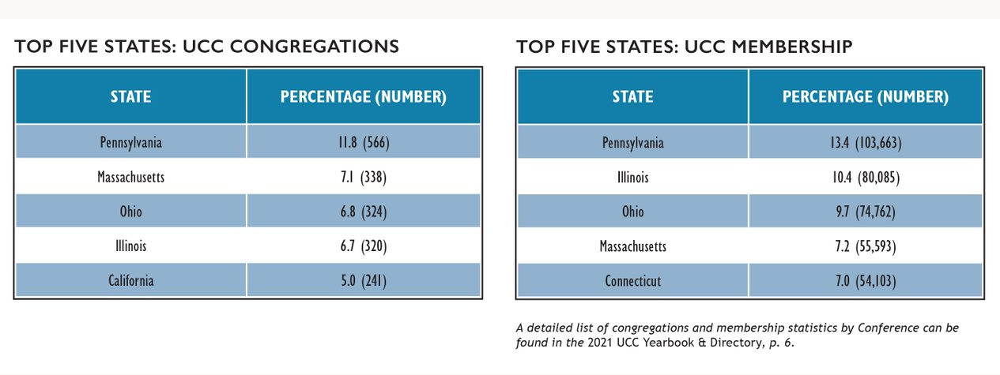 TOP FIVE STATES: UCC CONGREGATIONS
STATE PERCENTAGE (NUMBER)
Pennsylvania 11.8 (566)
Massachusetts 7.1 (338)
Ohio 6.8 (324)
Illinois 6.7 (320)
California 5.0 (241)
TOP FIVE STATES: UCC MEMBERSHIP
STATE PERCENTAGE (NUMBER)
Pennsylvania 13.4 (103,663)
Illinois 10.4 (80,085)
Ohio 9.7 (74,762)
Massachusetts 7.2 (55,593)
Connecticut 7.0 (54,103)
A detailed list of congregations and membership statistics by Conference can be
found in the 2021 UCC Yearbook & Directory, p. 6.